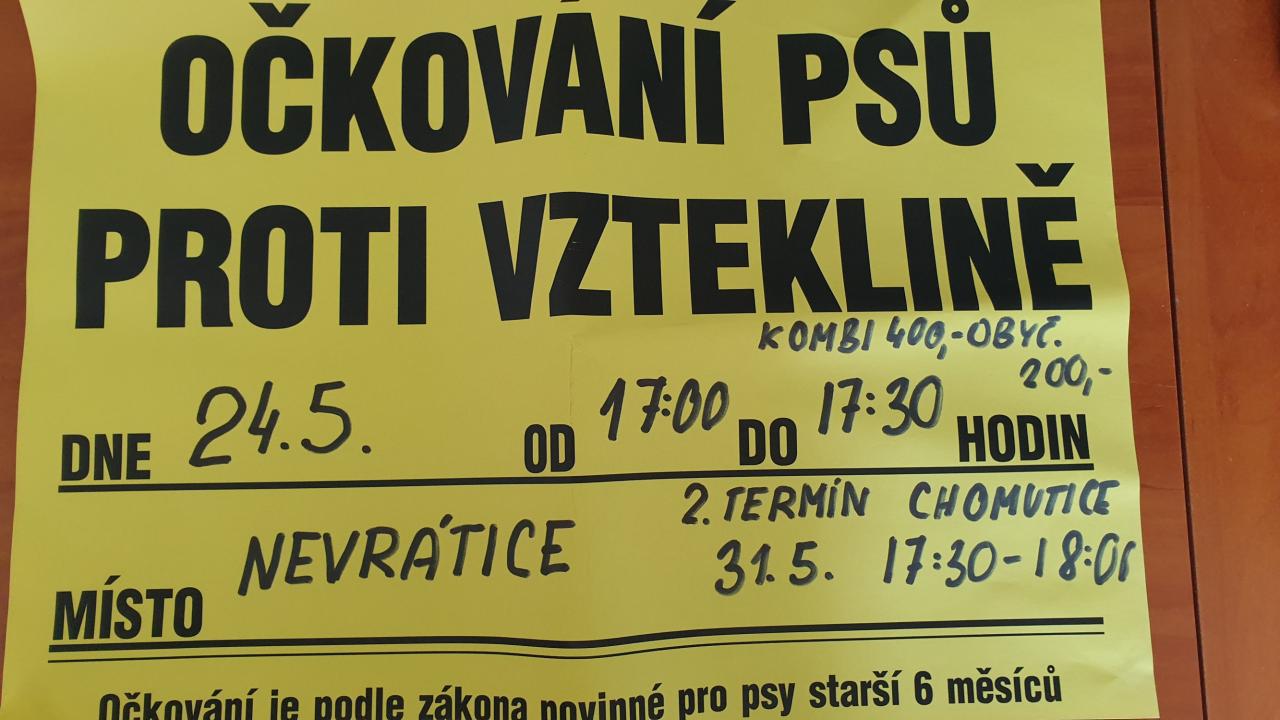 OČKOVÁNÍ PSŮ
PROTI VZTEKLINĚ
KOMBI 400,-OBYČ.
200,-
DNE 24.5. OD 17:00 DO 17:30 HODIN
2. TERMÍN CHOMUTICE
31.5. 17:30-18:00
MÍSTO NEVRÁTICE
Očkování je podle zákona povinné pro psy starší 6 měsíců